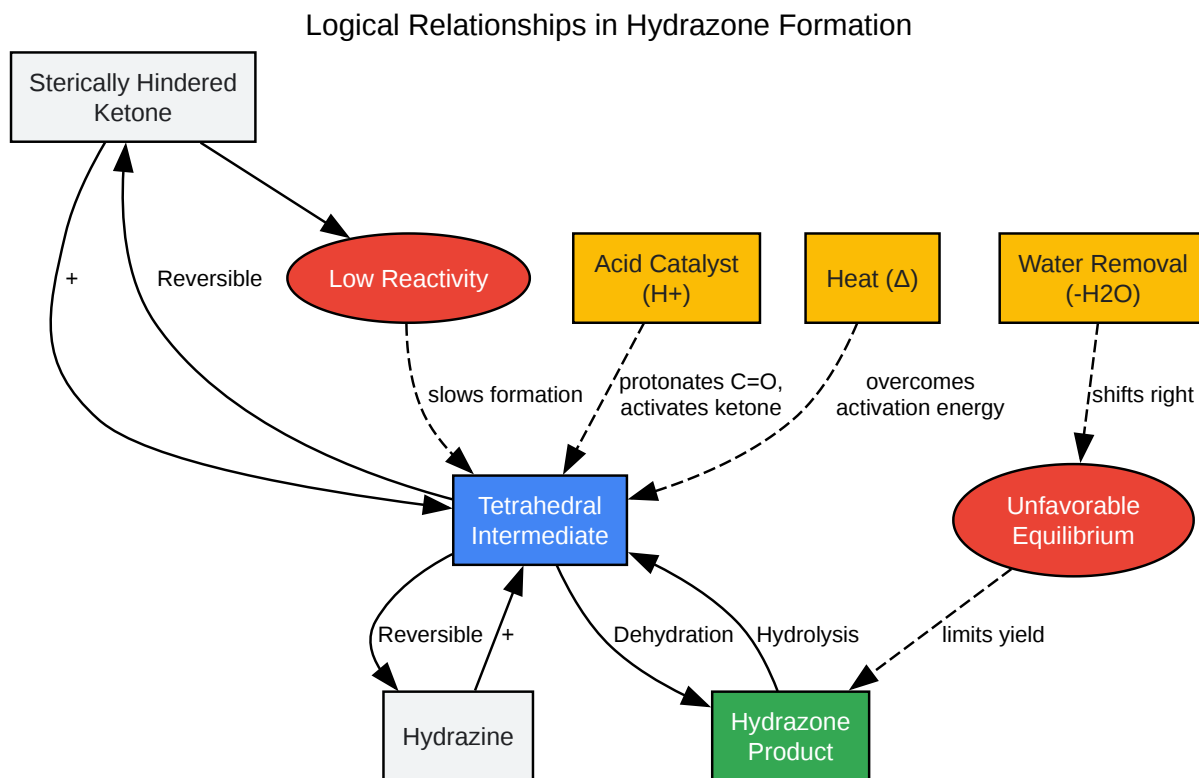 Logical Relationships in Hydrazone Formation
Sterically Hindered
Ketone
+
Reversible
Low Reactivity
Acid Catalyst
(H+)
Heat (Δ)
Water Removal
(-H2O)
slows formation
protonates C=O,
activates ketone
overcomes
activation energy
shifts right
Tetrahedral
Intermediate
Unfavorable
Equilibrium
Reversible
+
Dehydration
Hydrolysis
limits yield
Hydrazine
Hydrazone
Product